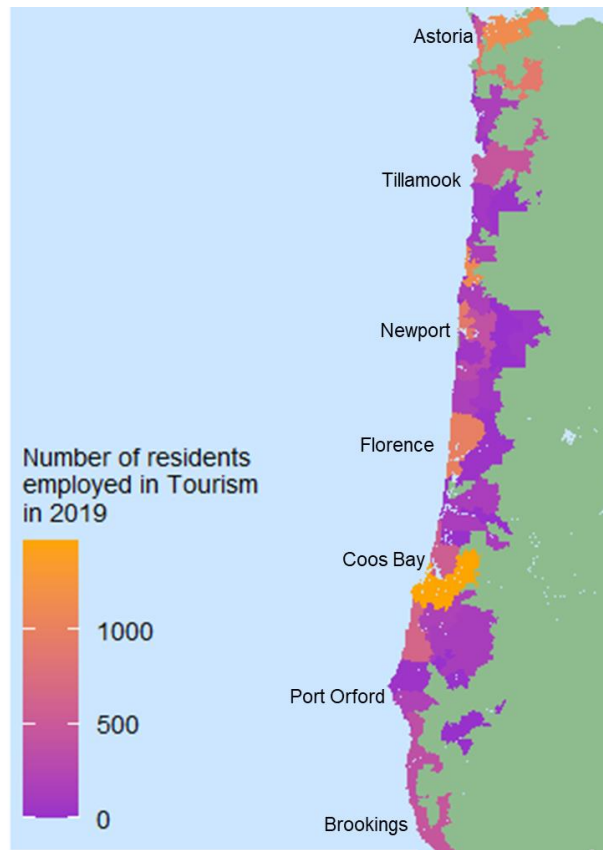 Astoria
Tillamook
Newport
Florence
Number of residents
employed in Tourism
in 2019
Coos Bay
1000
Port Orford
500
0
Brookings